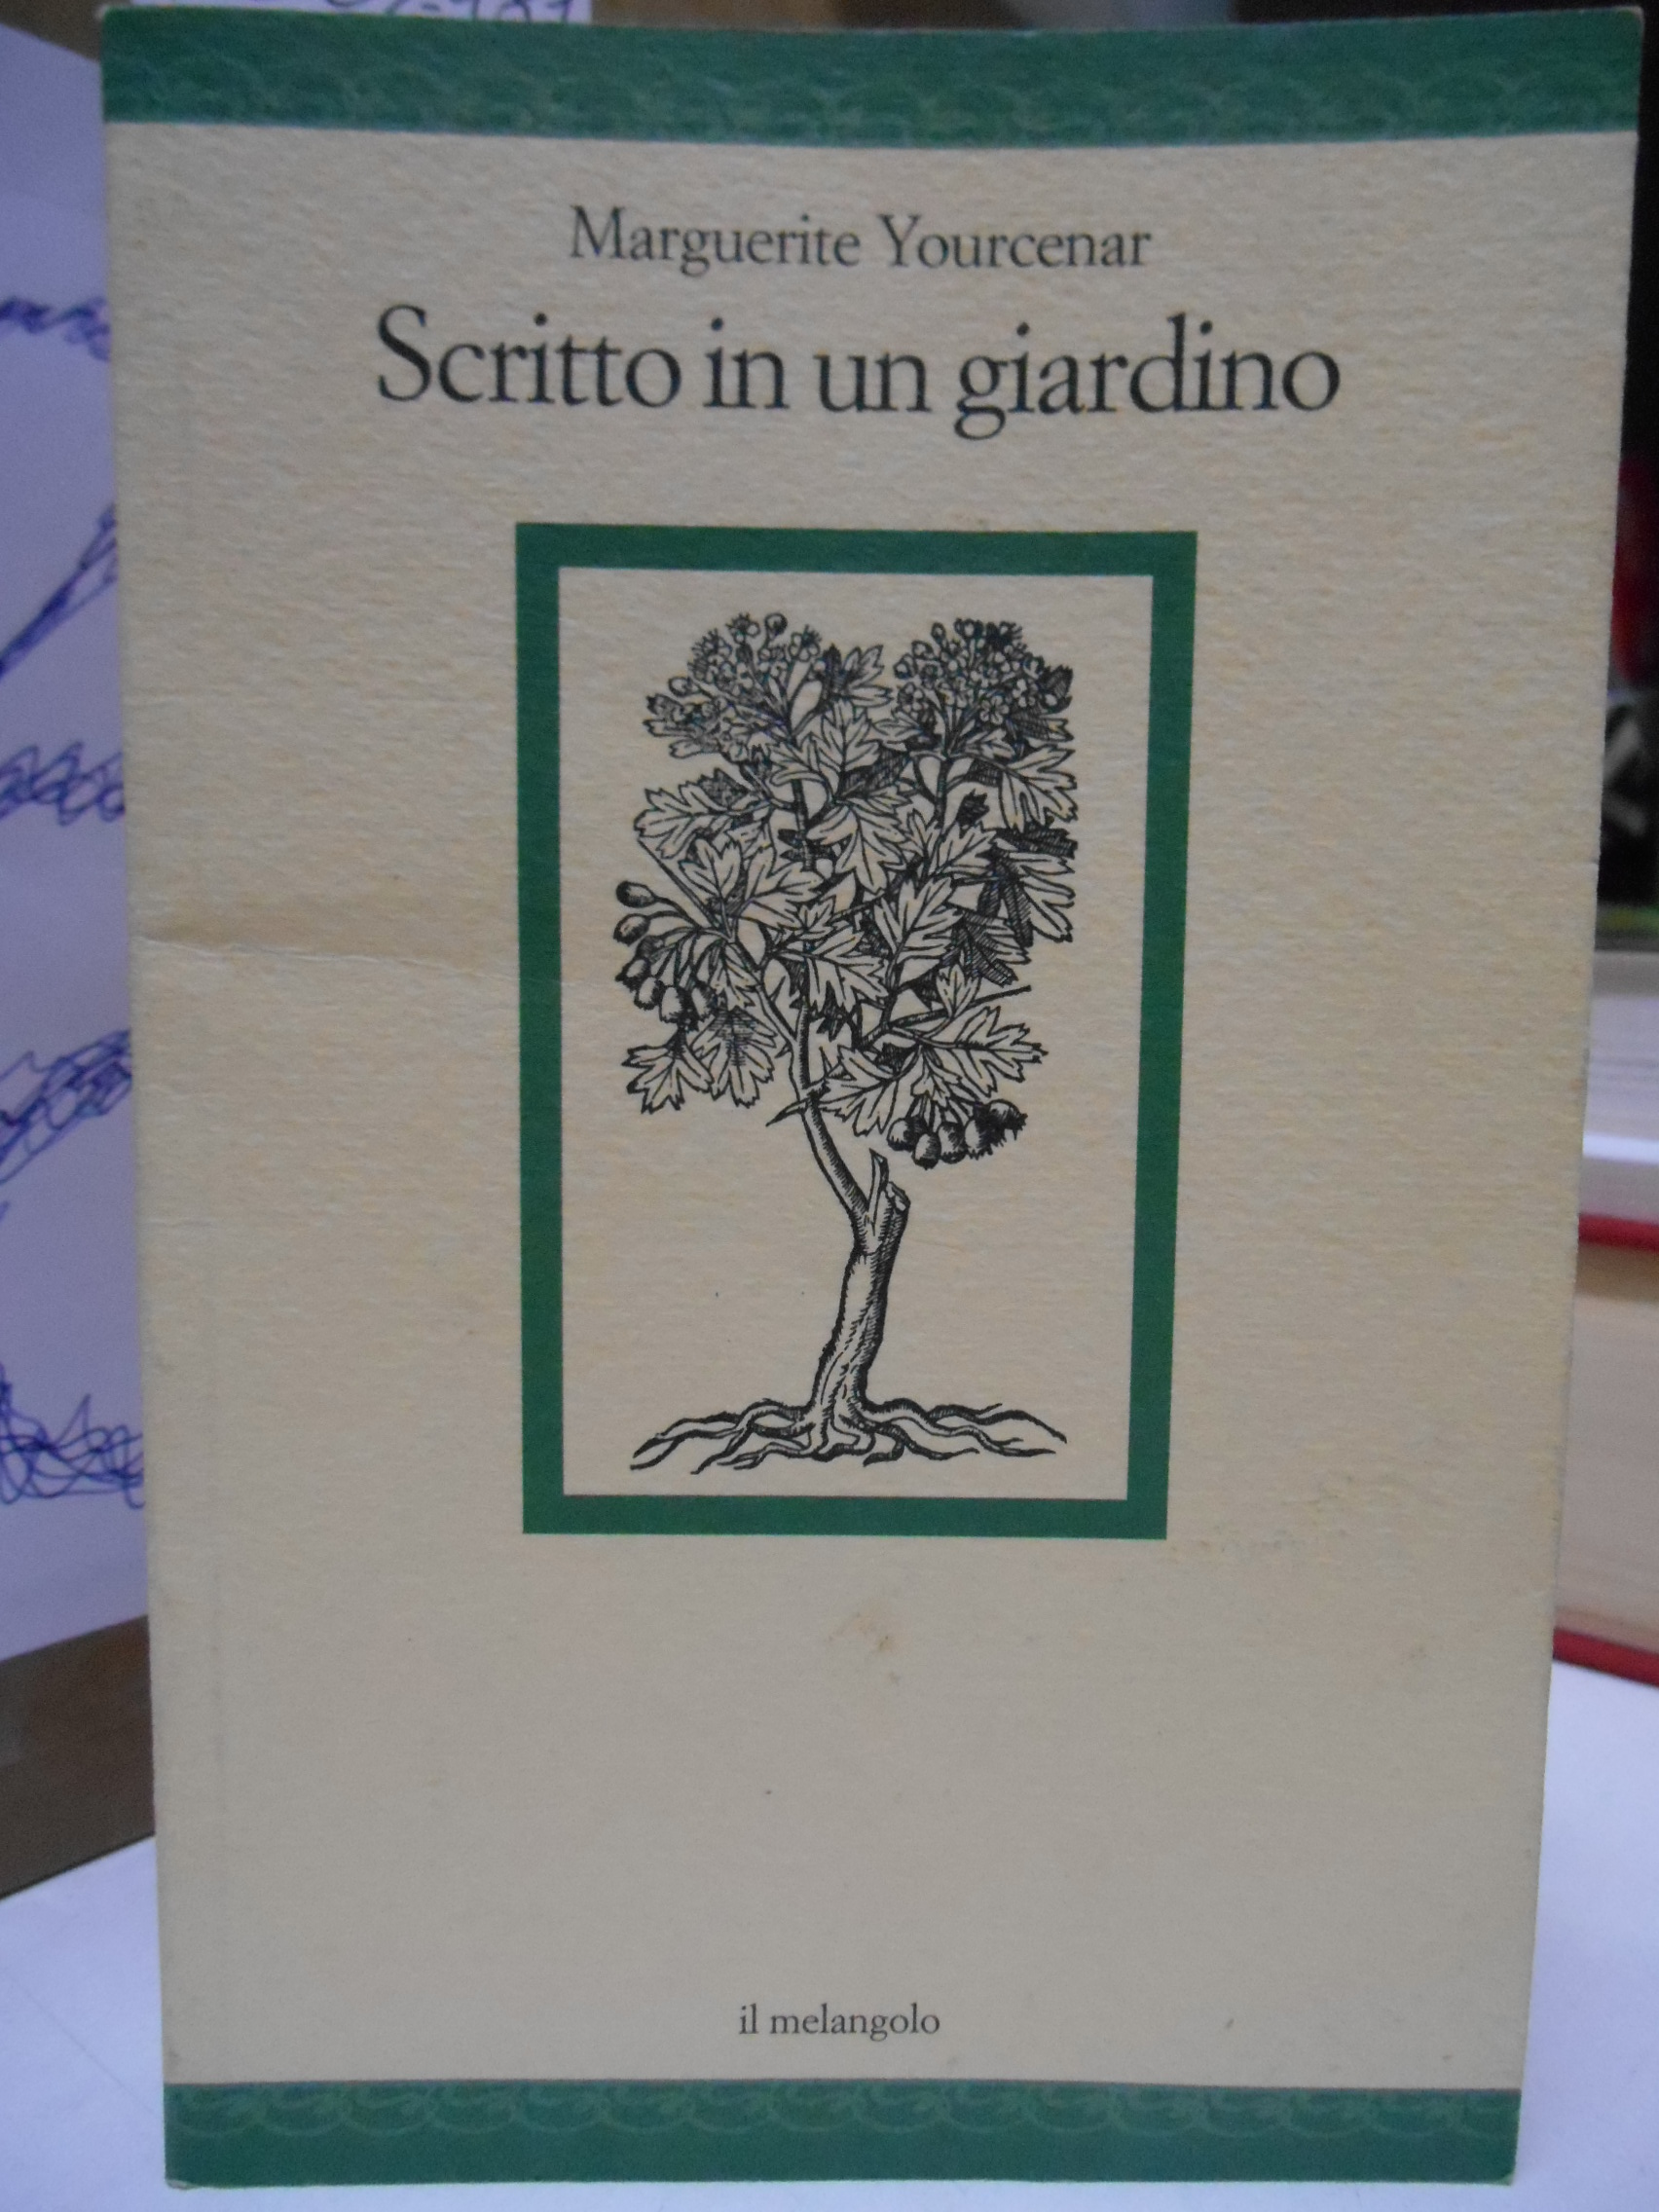 Marguerite Yourcenar
Scritto in un giardino
il melangolo